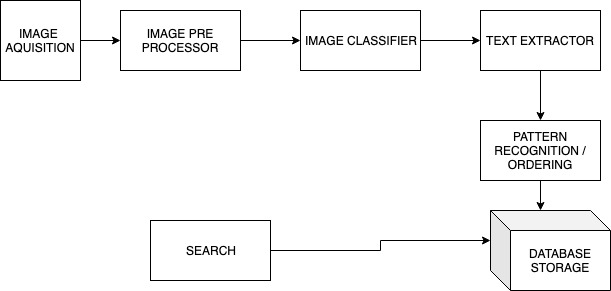 IMAGE
AQUISITION
IMAGE PRE
PROCESSOR
IMAGE CLASSIFIER
TEXT EXTRACTOR
PATTERN
RECOGNITION /
ORDERING
SEARCH
DATABASE
STORAGE